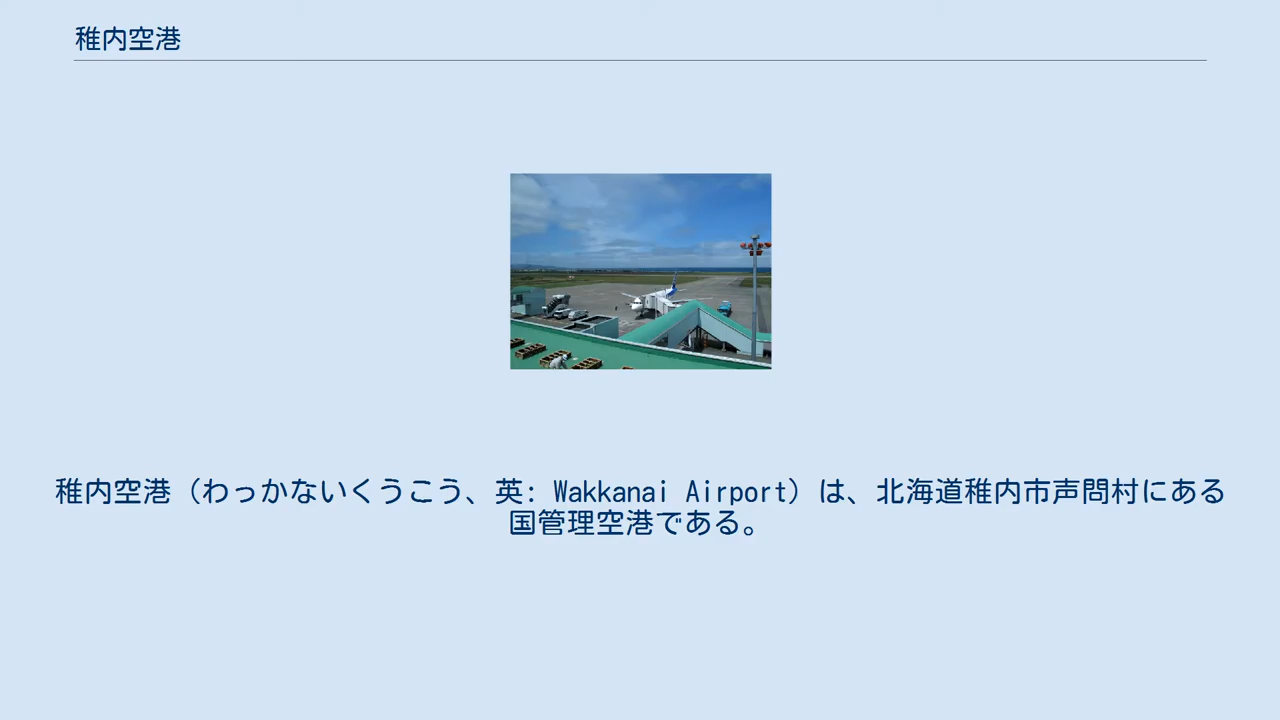 稚内空港
稚内空港（わっかないくうこう、英: Wakkanai Airport）は、北海道稚内市声問村にある
国管理空港である。